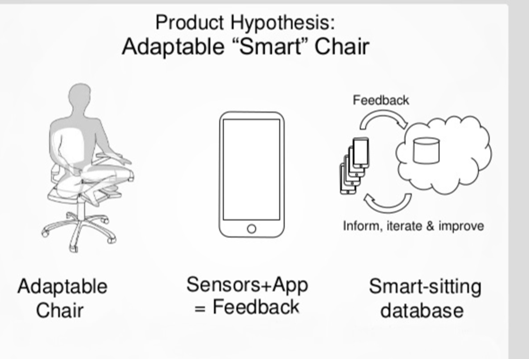 Product Hypothesis:
Adaptable “Smart” Chair
Feedback
Inform, iterate & improve
Adaptable
Chair
Sensors+App
= Feedback
Smart-sitting
database